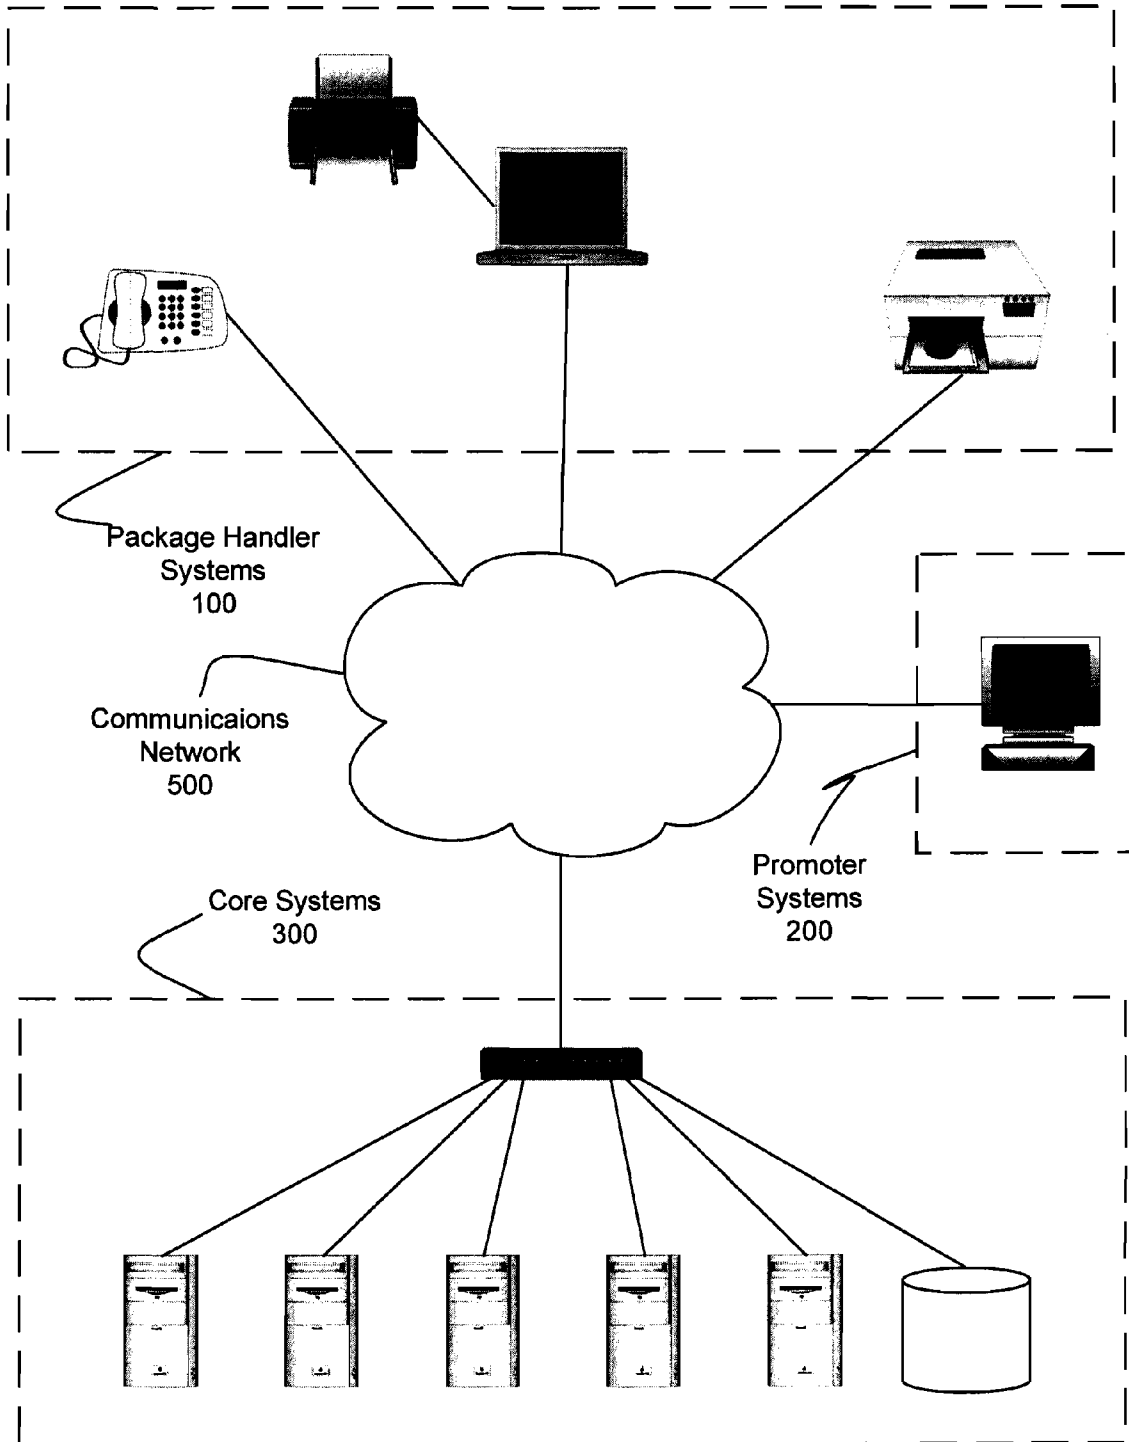 Package Handler
Systems
100
Communicaions
Network
500
Promoter
Systems
200
Core Systems
300